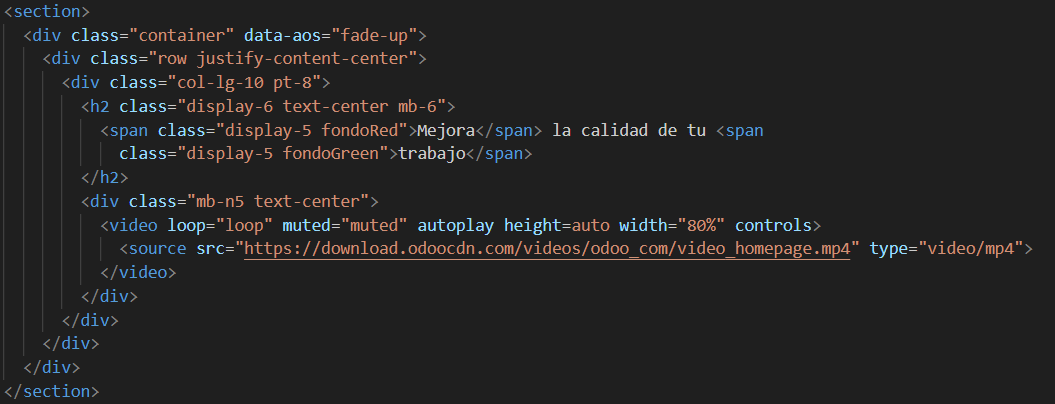 <section>
<div class="container" data-aos="fade-up">
<div class="row justify-content-center">
<div class="col-lg-10 pt-8">
<h2 class="display-6 text-center mb-6">
<span class="display-5 fondoRed">Mejora</span> la calidad de tu <span
class="display-5 fondoGreen">trabajo</span>
</h2>
<div class="mb-n5 text-center">
<video loop="loop" muted="muted" autoplay height=auto width="80%" controls>
<source src="https://download.odoocdn.com/videos/odoo_com/video_homepage.mp4" type="video/mp4">
</video>
</div>
</div>
</div>
</div>
</section>